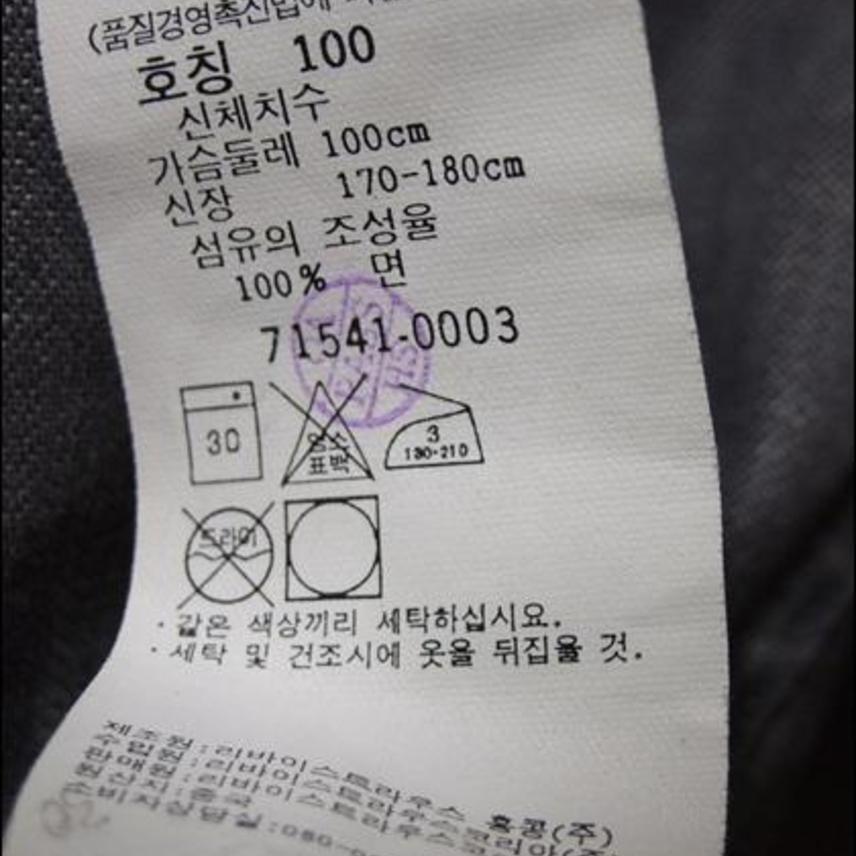 (품질경영촉진법에
호칭 100
신체치수
가슴둘레 100cm
신장 170-180cm
섬유의 조성율
100% 면
71541-0003
30
염소
표백
3
180·210
드라이
· 같은 색상끼리 세탁하십시요.
· 세탁 및 건조시에 옷을 뒤집을 것.
제조원:리바이스트라우스 홍콩(주)
수입원:리바이스트라우스코리아(주)
판매원:리바이스트라우스
원산지:중국
소비자상담실:080-